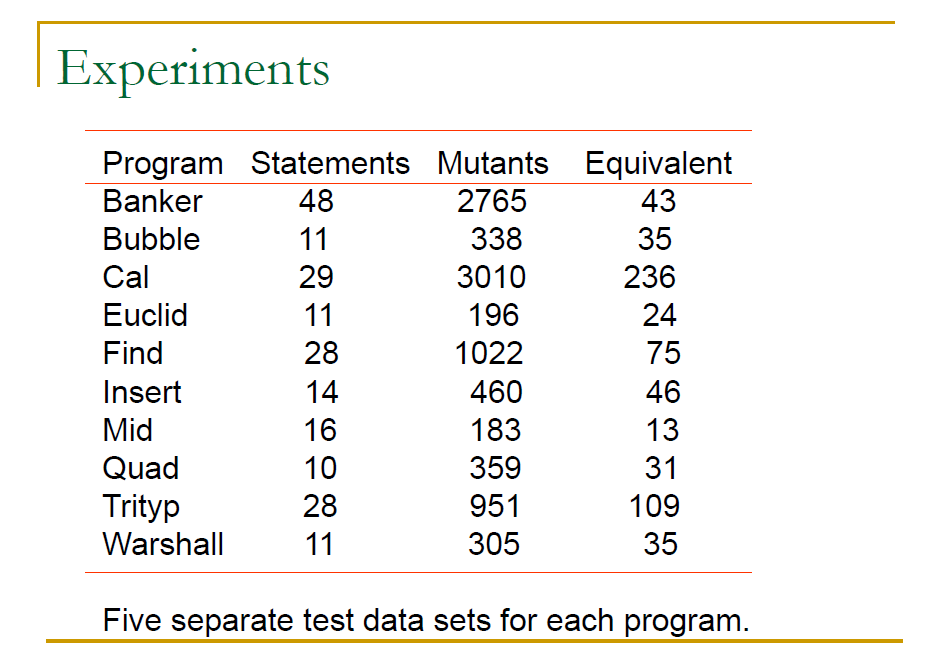 Experiments
Program Statements Mutants Equivalent
Banker 48 2765 43
Bubble 11 338 35
Cal 29 3010 236
Euclid 11 196 24
Find 28 1022 75
Insert 14 460 46
Mid 16 183 13
Quad 10 359 31
Trityp 28 951 109
Warshall 11 305 35
Five separate test data sets for each program.